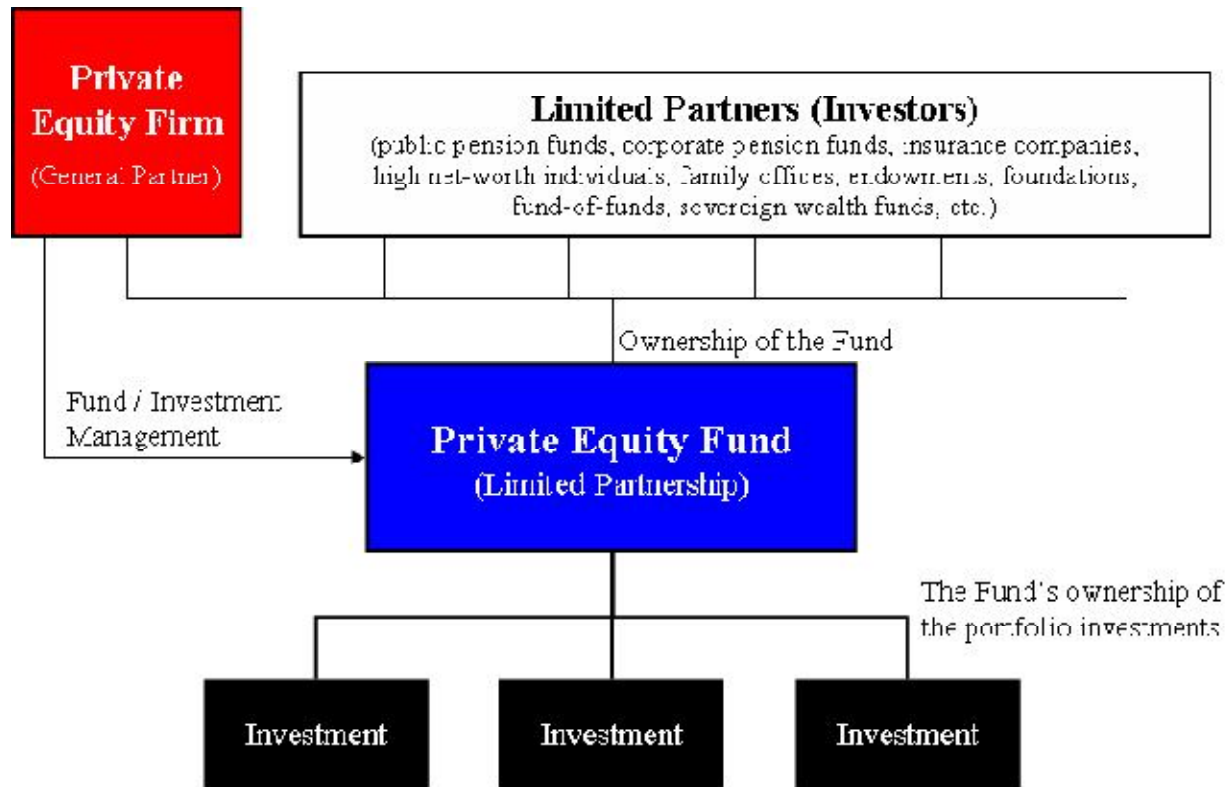 Private
Equity Firm
(General Partner)
Limited Partners (Investors)
(public pension funds, corporate pension funds, insurance companies,
high net-worth individuals, family offices, endowments, foundations,
fund-of-funds, sovereign wealth funds, etc.)
Ownership of the Fund
Fund / Investment
Management
Private Equity Fund
(Limited Partnership)
The Fund's ownership of
the portfolio investments
Investment
Investment
Investment